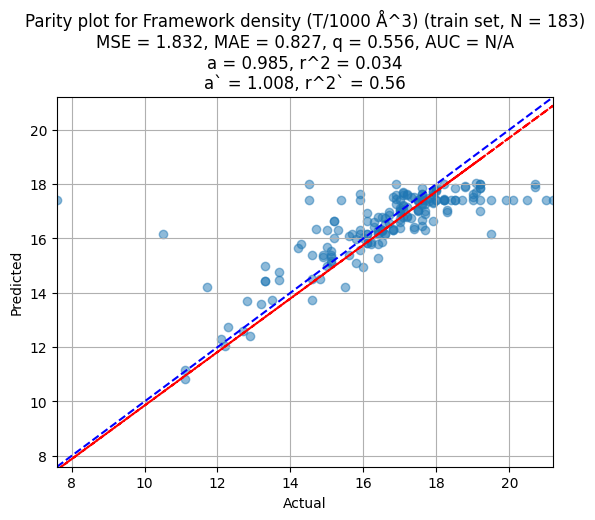 Parity plot for Framework density (T/1000 Å^3) (train set, N = 183)
MSE = 1.832, MAE = 0.827, q = 0.556, AUC = N/A
a = 0.985, r^2 = 0.034
a` = 1.008, r^2` = 0.56
20
18
16
14
12
10
8
Predicted
8 10 12 14 16 18 20
Actual